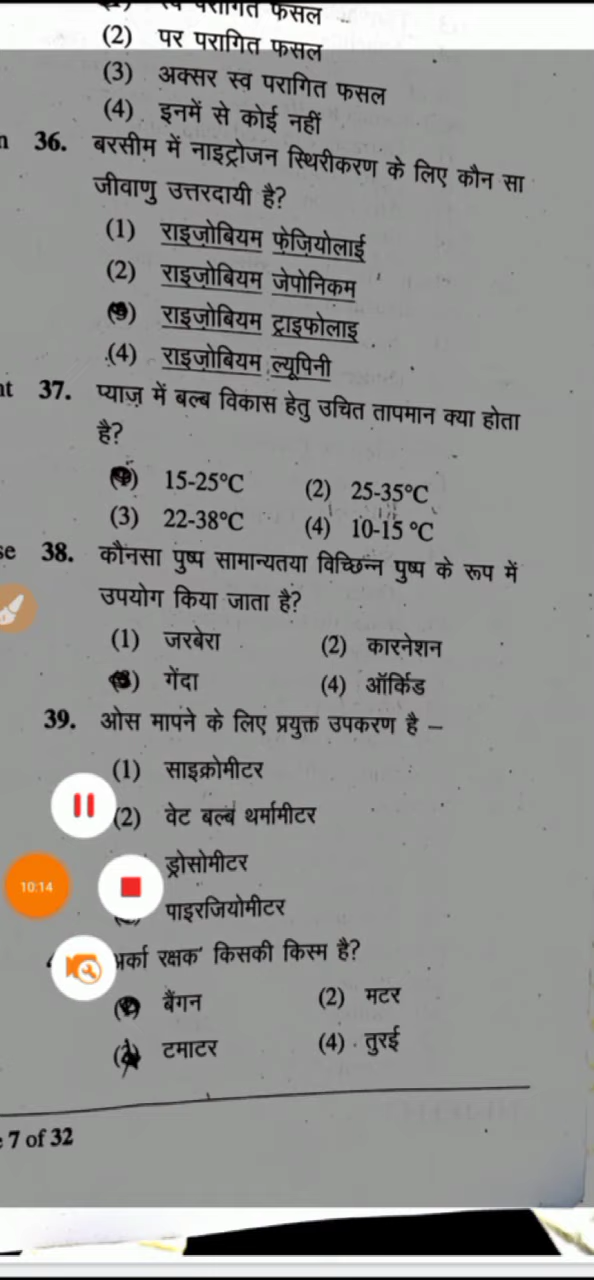 परागित फसल
(2) पर परागित फसल
(3) अक्सर स्व परागित फसल
(4) इनमें से कोई नहीं
n 36. बरसीम में नाइट्रोजन स्थिरीकरण के लिए कौन सा
जीवाणु उत्तरदायी है?
(1) राइज़ोबियम फेज़ियोलाई
(2) राइज़ोबियम जेपोनिकम
राइज़ोबियम ट्राइफोलाइ
(4) राइज़ोबियम ल्यूपिनी
nt 37. प्याज़ में बल्ब विकास हेतु उचित तापमान क्या होता
है?
15-25°C (2) 25-35°C
(3) 22-38°C (4) 10-15 °C
se 38. कौनसा पुष्प सामान्यतया विच्छिन्न पुष्प के रूप में
उपयोग किया जाता है?
(1) जरबेरा (2) कारनेशन
गेंदा (4) ऑर्किड
39. ओस मापने के लिए प्रयुक्त उपकरण है –
(1) साइक्रोमीटर
(2) वेट बल्ब थर्मामीटर
10:14 ड्रोसोमीटर
पाइरजियोमीटर
रक्षक' किसकी किस्म है?
बैंगन (2) मटर
टमाटर (4) तुरई
7 of 32